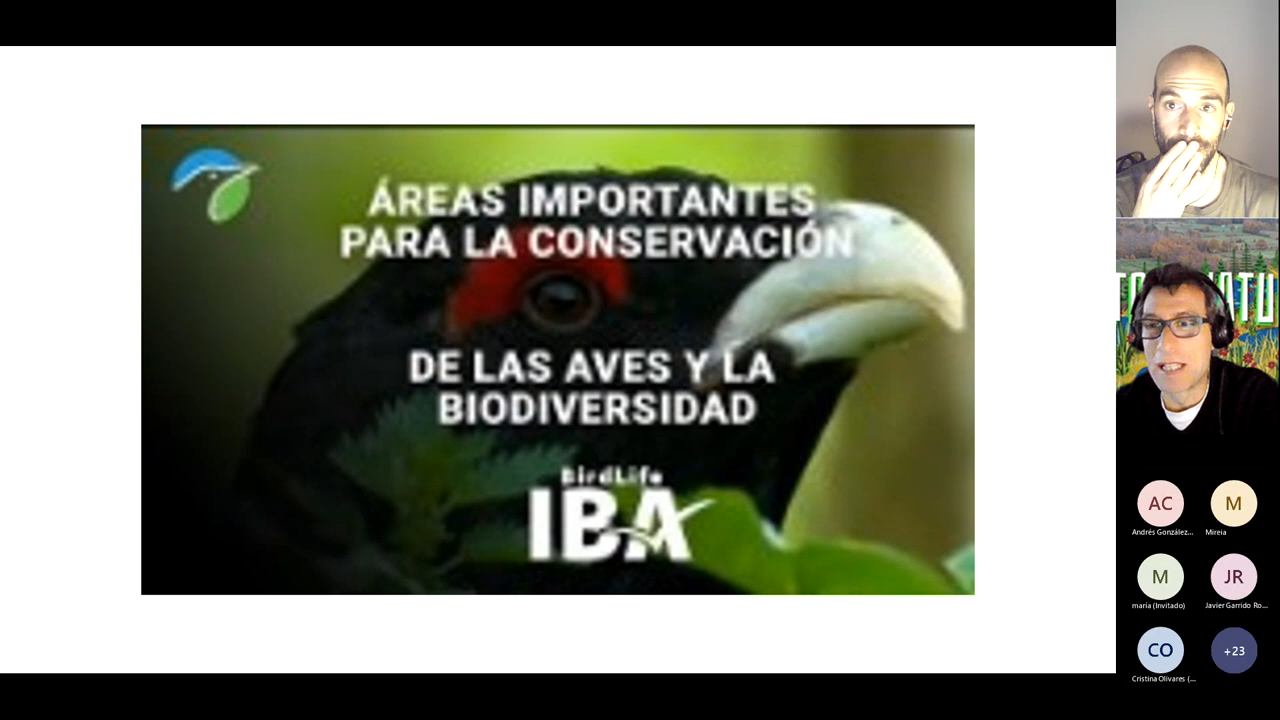 ÁREAS IMPORTANTES
PARA LA CONSERVACIÓN
DE LAS AVES Y LA
BIODIVERSIDAD
BirdLife
IBA
AC
Andrés González...
M
Mireia
M
maría (Invitado)
JR
Javier Garrido Ro...
CO
Cristina Olivares (...
+23